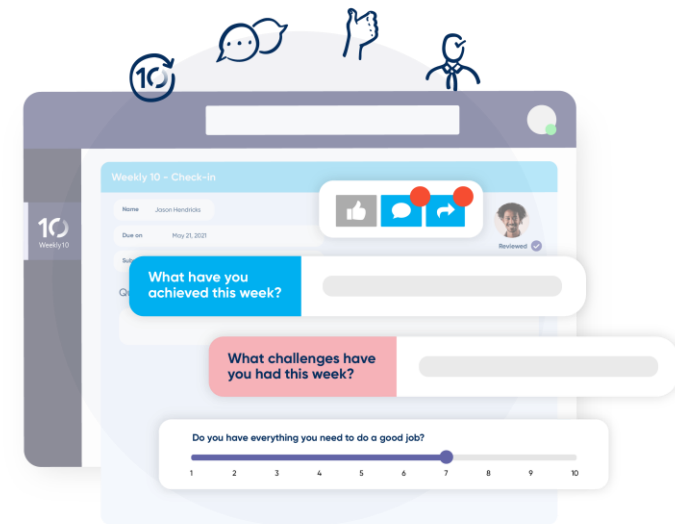 10
Weekly 10 - Check-in
Name Jason Hendricks
10
Weekly10
Due on May 21, 2021
Reviewed
What have you
achieved this week?
What challenges have
you had this week?
Do you have everything you need to do a good job?
1 2 3 4 5 6 7 8 9 10